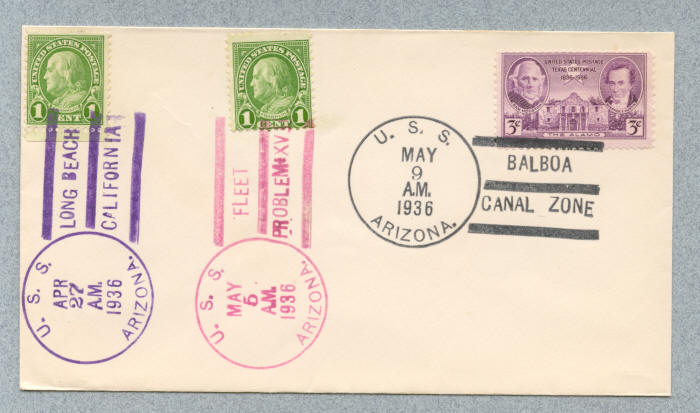 UNITED STATES POSTAGE
1 CENT 1
LONG BEACH
CALIFORNIA
U. S. S.
APR
27
A.M.
1936
ARIZONA.
UNITED STATES POSTAGE
1 CENT 1
FLEET
PROBLEM XV
U. S. S.
MAY
5
A.M.
1936
ARIZONA.
U. S. S.
MAY
9
A.M.
1936
ARIZONA.
UNITED STATES POSTAGE
TEXAS CENTENNIAL
1836-1936
3¢ 3¢
THE ALAMO
BALBOA
CANAL ZONE